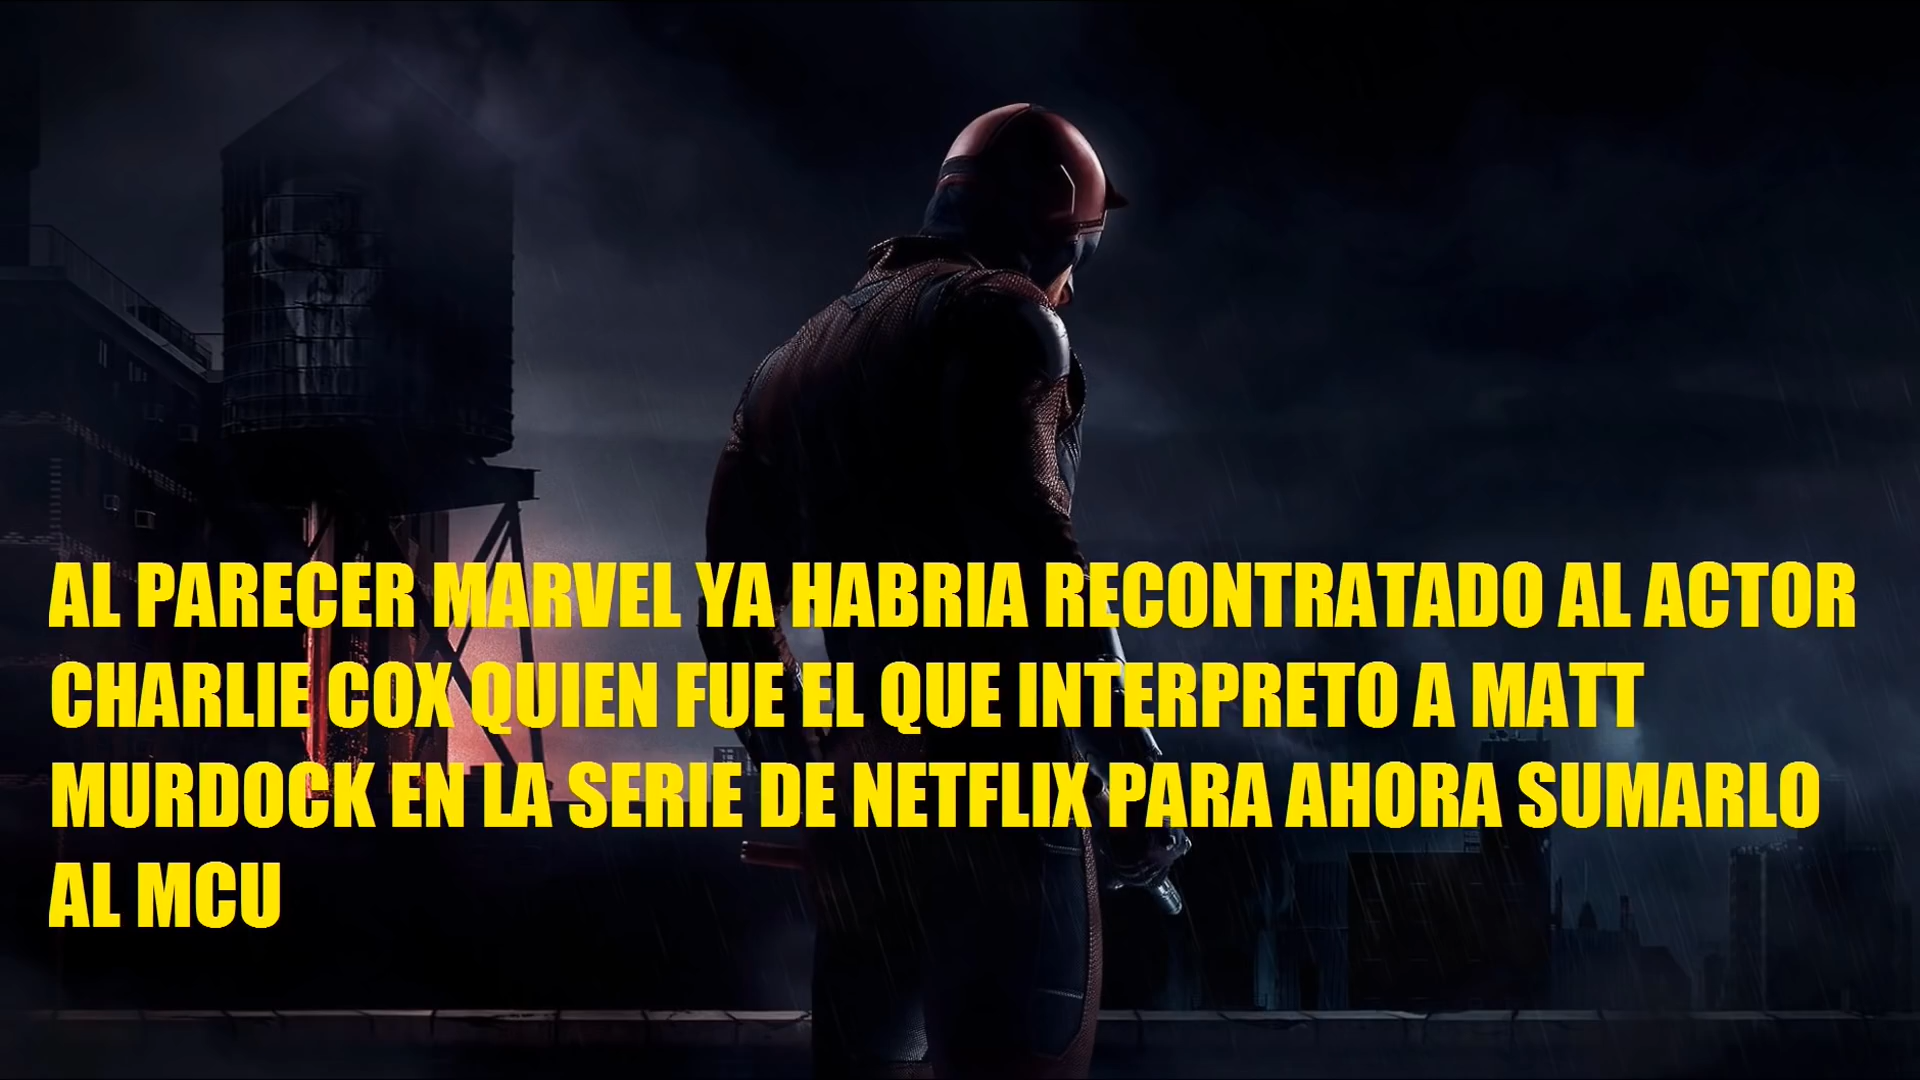 AL PARECER MARVEL YA HABRIA RECONTRATADO AL ACTOR
CHARLIE COX QUIEN FUE EL QUE INTERPRETO A MATT
MURDOCK EN LA SERIE DE NETFLIX PARA AHORA SUMARLO
AL MCU